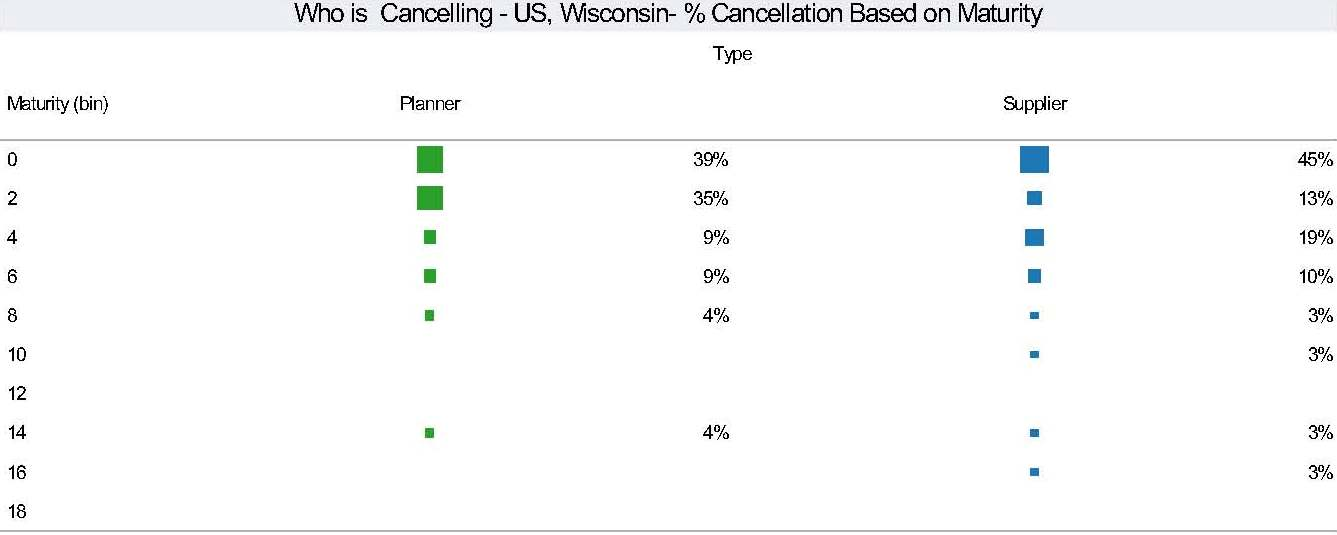 Who is Cancelling - US, Wisconsin- % Cancellation Based on Maturity
Type
Maturity (bin) Planner Supplier
0 39% 45%
2 35% 13%
4 9% 19%
6 9% 10%
8 4% 3%
10 3%
12
14 4% 3%
16 3%
18